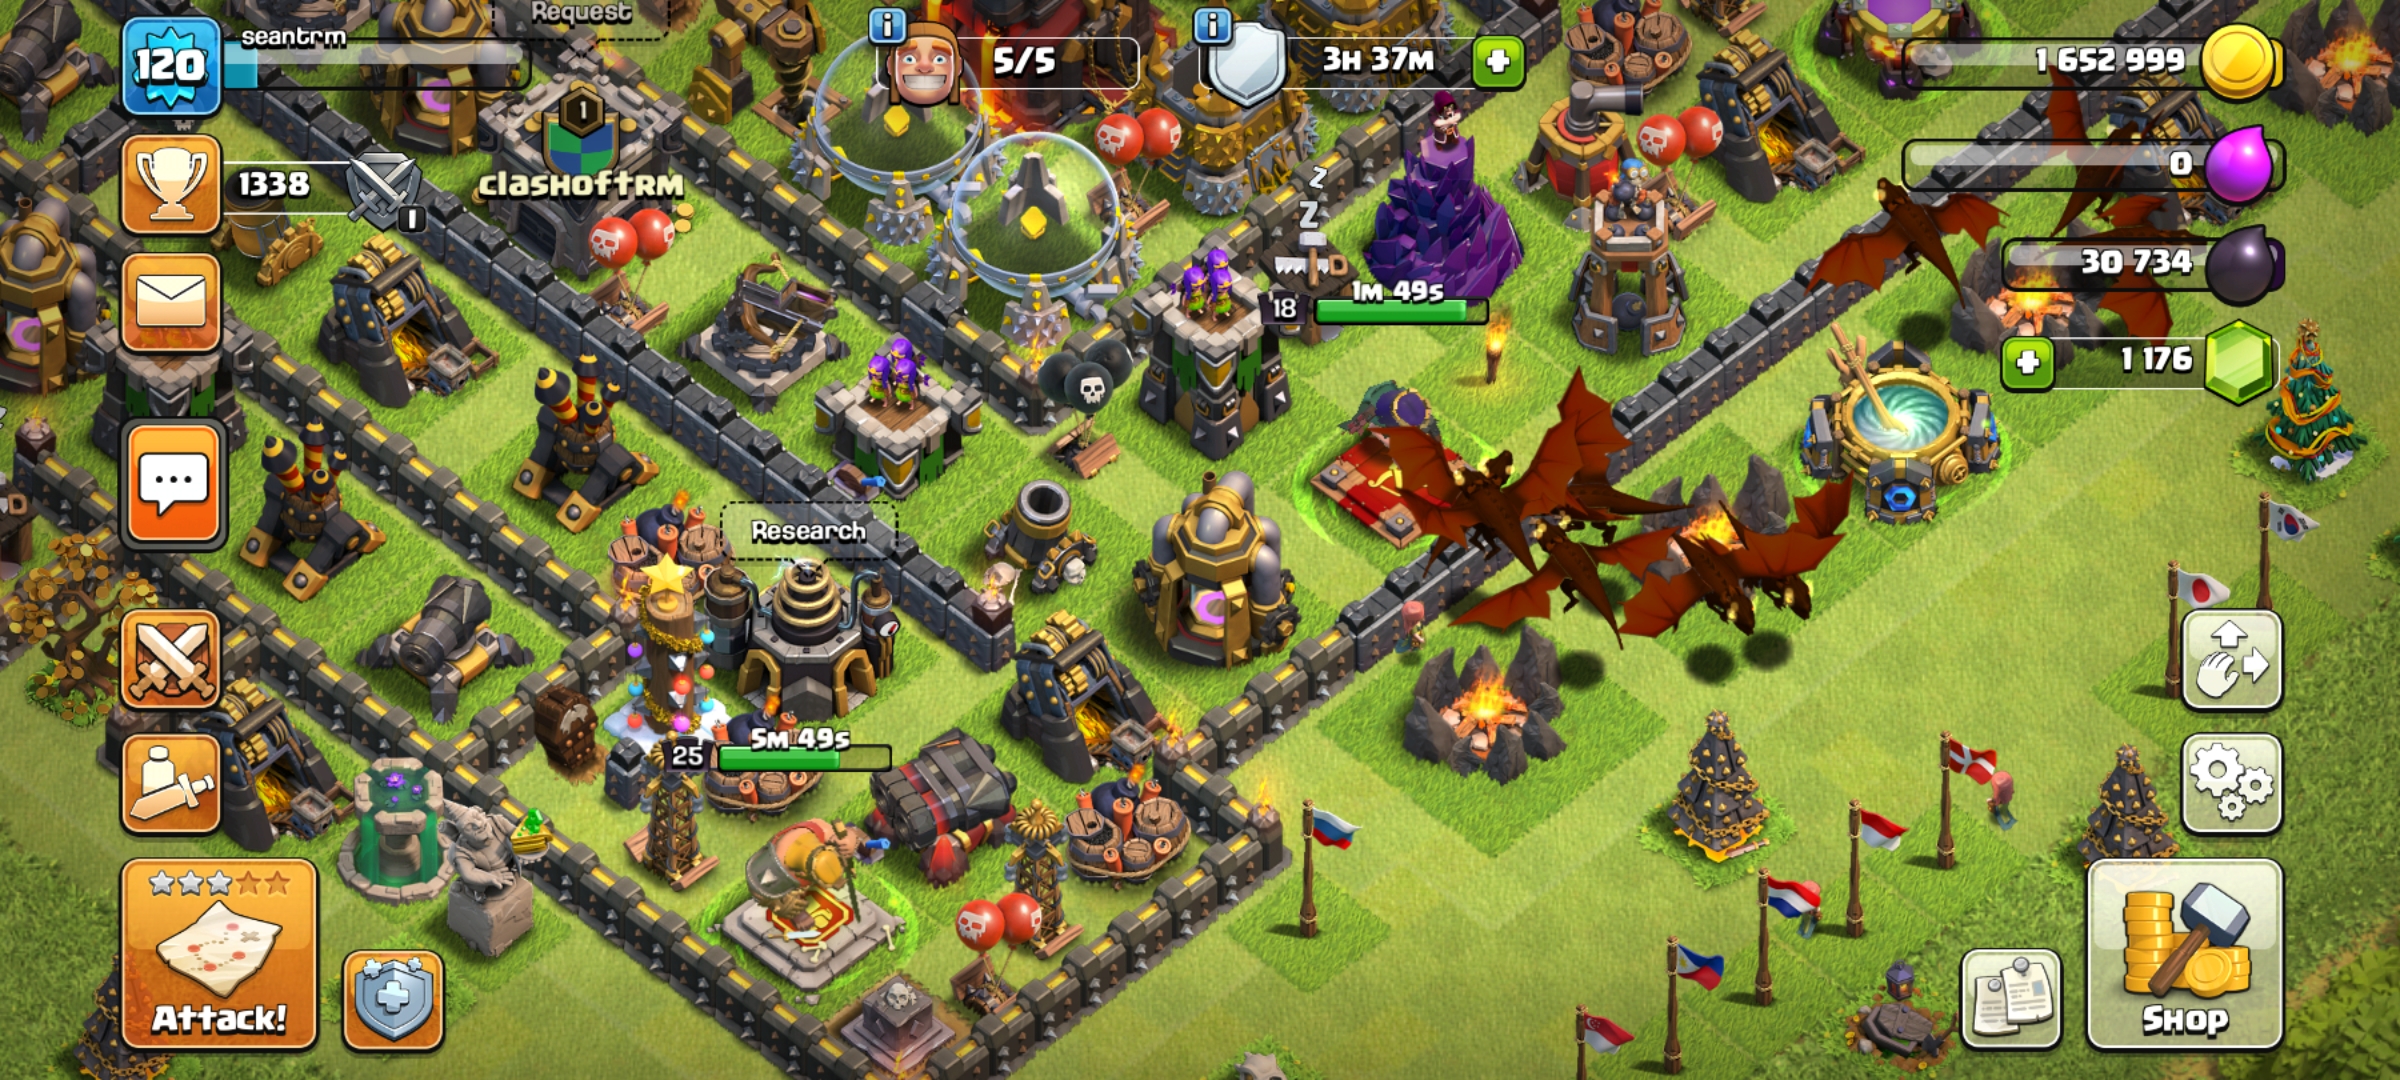 Request
120
seantrm
5/5
3H 37M
1 652 999
1338
I
1
clashoftrm
0
Z
Z
30 734
18
1M 49s
1 176
Research
25
5M 49s
Attack!
Shop